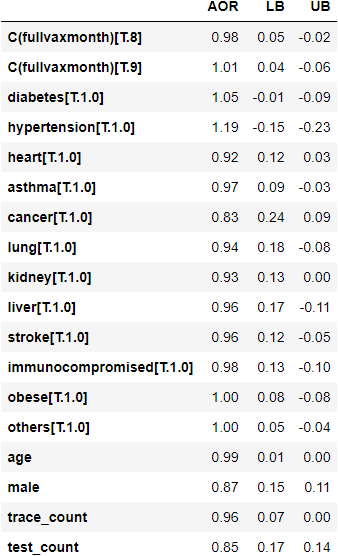 AOR LB UB
C(fullvaxmonth)[T.8] 0.98 0.05 -0.02
C(fullvaxmonth)[T.9] 1.01 0.04 -0.06
diabetes[T.1.0] 1.05 -0.01 -0.09
hypertension[T.1.0] 1.19 -0.15 -0.23
heart[T.1.0] 0.92 0.12 0.03
asthma[T.1.0] 0.97 0.09 -0.03
cancer[T.1.0] 0.83 0.24 0.09
lung[T.1.0] 0.94 0.18 -0.08
kidney[T.1.0] 0.93 0.13 0.00
liver[T.1.0] 0.96 0.17 -0.11
stroke[T.1.0] 0.96 0.12 -0.05
immunocompromised[T.1.0] 0.98 0.13 -0.10
obese[T.1.0] 1.00 0.08 -0.08
others[T.1.0] 1.00 0.05 -0.04
age 0.99 0.01 0.00
male 0.87 0.15 0.11
trace_count 0.96 0.07 0.00
test_count 0.85 0.17 0.14